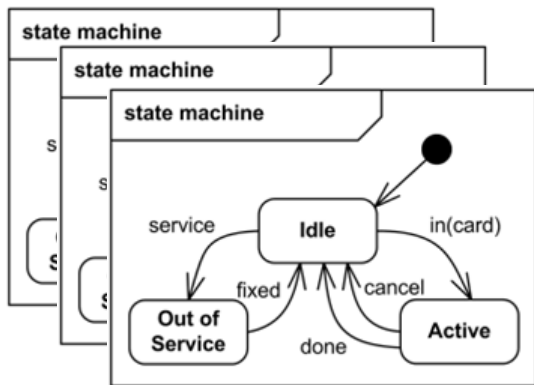 state machine
state machine
state machine
service
Idle
in(card)
fixed
cancel
Out of
Service
done
Active